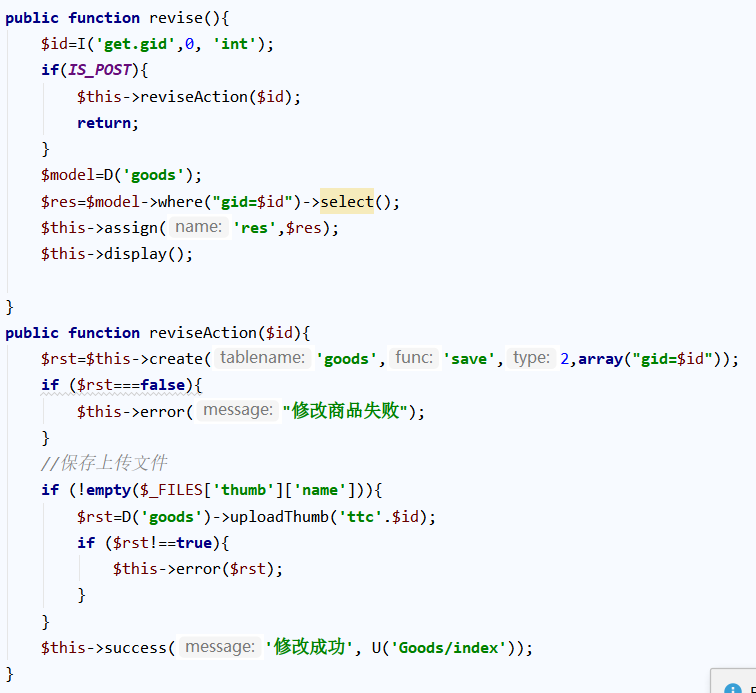 public function revise(){
    $id=I('get.gid',0, 'int');
    if(IS_POST){
        $this->reviseAction($id);
        return;
    }
    $model=D('goods');
    $res=$model->where("gid=$id")->select();
    $this->assign( name: 'res',$res);
    $this->display();

}
public function reviseAction($id){
    $rst=$this->create( tablename: 'goods', func: 'save', type: 2,array("gid=$id"));
    if ($rst===false){
        $this->error( message: "修改商品失败");
    }
    //保存上传文件
    if (!empty($_FILES['thumb']['name'])){
        $rst=D('goods')->uploadThumb('ttc'.$id);
        if ($rst!==true){
            $this->error($rst);
        }
    }
    $this->success( message: '修改成功', U('Goods/index'));
}